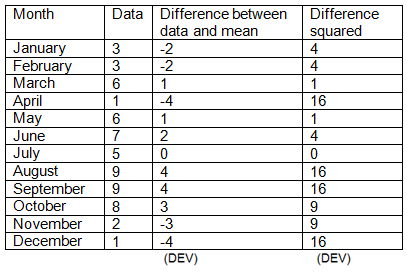 Month Data Difference between data and mean Difference squared
January 3 -2 4
February 3 -2 4
March 6 1 1
April 1 -4 16
May 6 1 1
June 7 2 4
July 5 0 0
August 9 4 16
September 9 4 16
October 8 3 9
November 2 -3 9
December 1 -4 16
(DEV) (DEV)